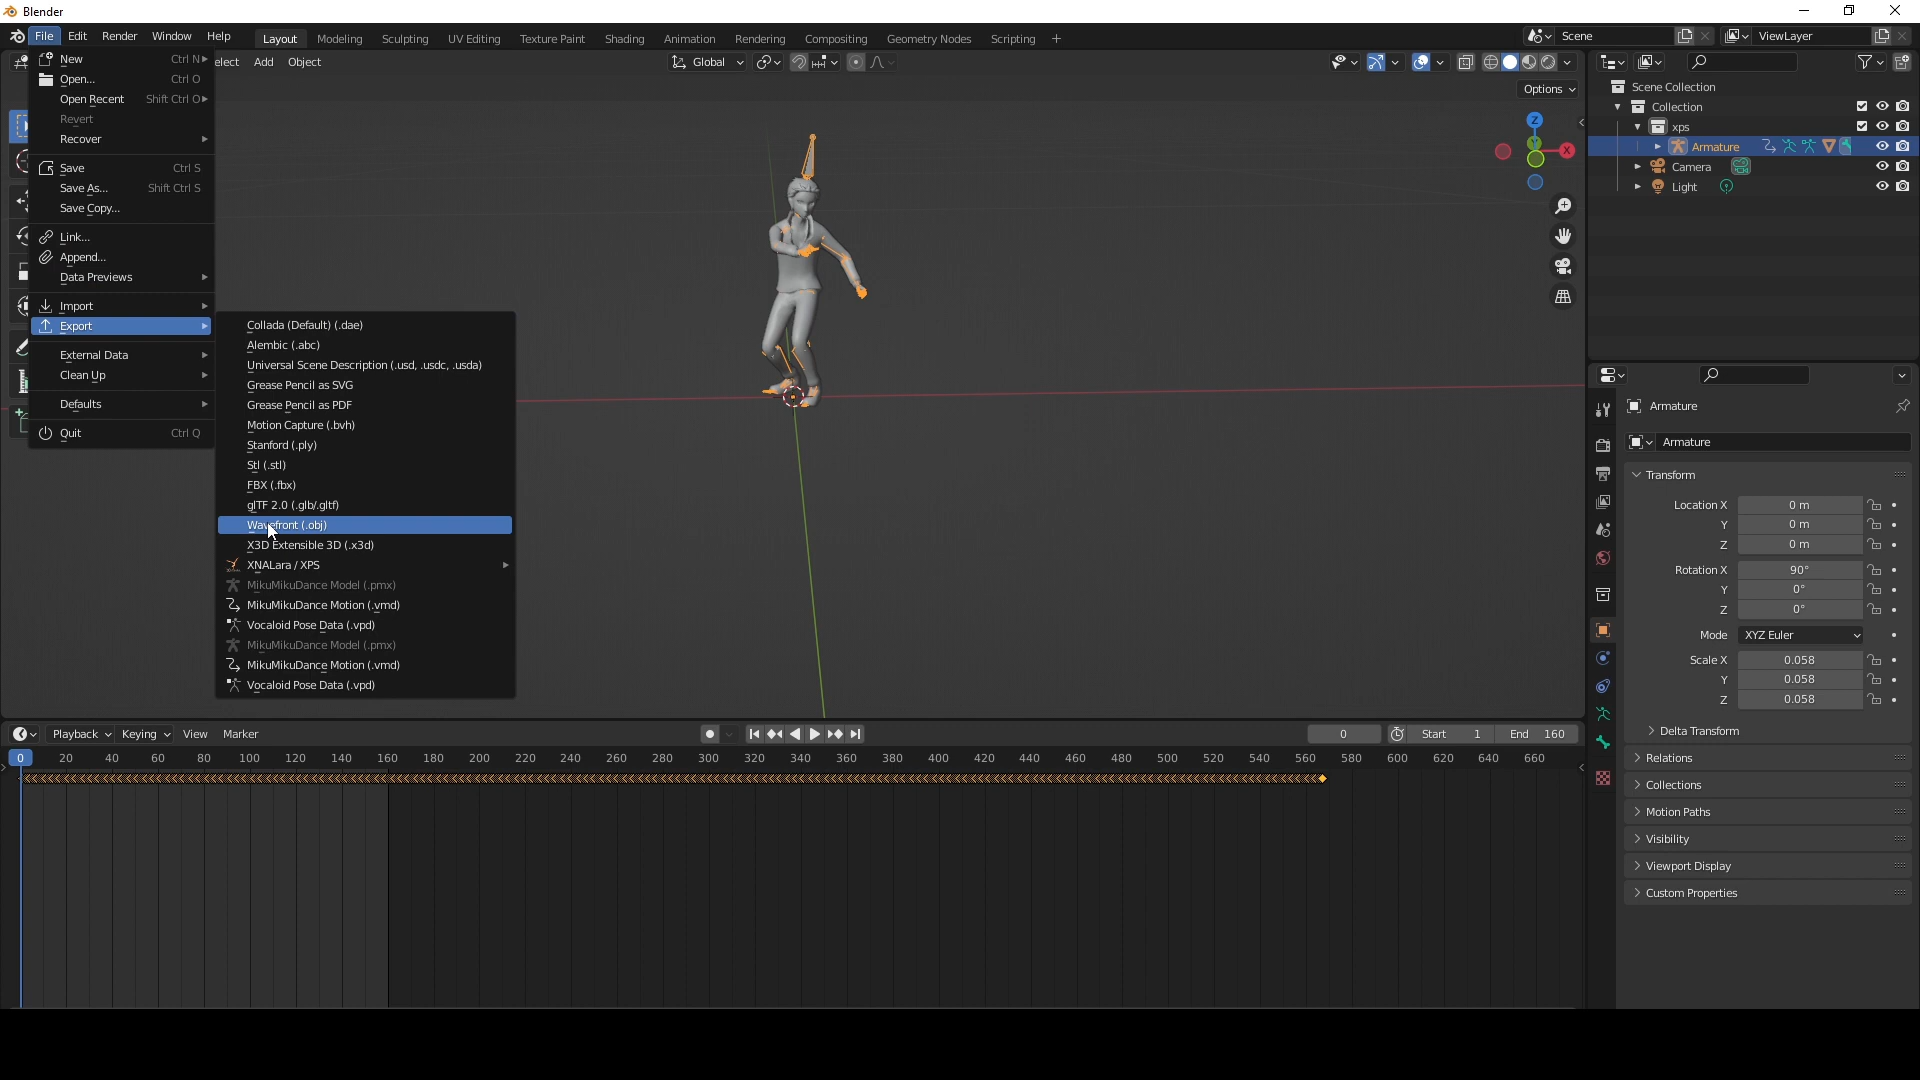 Blender
File Edit Render Window Help
Layout Modeling Sculpting UV Editing Texture Paint Shading Animation Rendering Compositing Geometry Nodes Scripting +
Scene
ViewLayer
elect Add Object
Global
Options
New Ctrl N
Open... Ctrl O
Open Recent Shift Ctrl O
Revert
Recover
Save Ctrl S
Save As... Shift Ctrl S
Save Copy...
Link...
Append...
Data Previews
Import
Export
External Data
Clean Up
Defaults
Quit Ctrl Q
Collada (Default) (.dae)
Alembic (.abc)
Universal Scene Description (.usd, .usdc, .usda)
Grease Pencil as SVG
Grease Pencil as PDF
Motion Capture (.bvh)
Stanford (.ply)
Stl (.stl)
FBX (.fbx)
glTF 2.0 (.glb/.gltf)
Wavefront (.obj)
X3D Extensible 3D (.x3d)
XNALara / XPS
MikuMikuDance Model (.pmx)
MikuMikuDance Motion (.vmd)
Vocaloid Pose Data (.vpd)
MikuMikuDance Model (.pmx)
MikuMikuDance Motion (.vmd)
Vocaloid Pose Data (.vpd)
Z
X
Scene Collection
Collection
xps
Armature
Camera
Light
Armature
Armature
Transform
Location X 0 m
Y 0 m
Z 0 m
Rotation X 90°
Y 0°
Z 0°
Mode XYZ Euler
Scale X 0.058
Y 0.058
Z 0.058
Delta Transform
Relations
Collections
Motion Paths
Visibility
Viewport Display
Custom Properties
Playback Keying View Marker
0 Start 1 End 160
0 20 40 60 80 100 120 140 160 180 200 220 240 260 280 300 320 340 360 380 400 420 440 460 480 500 520 540 560 580 600 620 640 660